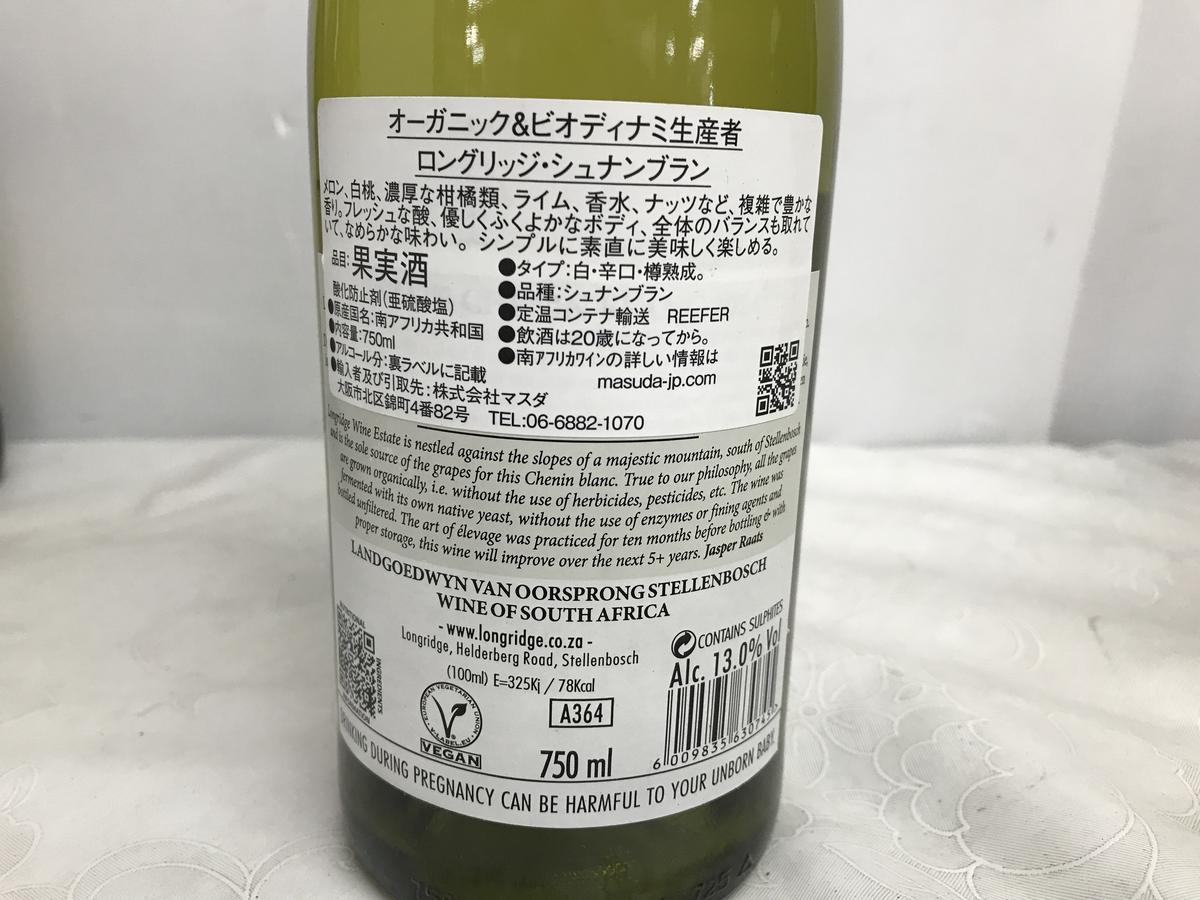 オーガニック&ビオディナミ生産者
ロングリッジ・シュナンブラン
メロン、白桃、濃厚な柑橘類、ライム、香水、ナッツなど、複雑で豊かな
香り。フレッシュな酸、優しくふくよかなボディ、全体のバランスも取れて
いて、なめらかな味わい。シンプルに素直に美味しく楽しめる。
品目:果実酒
酸化防止剤(亜硫酸塩)
●原産国名:南アフリカ共和国
●内容量:750ml
●アルコール分:裏ラベルに記載
●輸入者及び引取先:株式会社マスダ
大阪市北区錦町4番82号 TEL:06-6882-1070
●タイプ:白・辛口・樽熟成。
●品種:シュナンブラン
●定温コンテナ輸送 REEFER
●飲酒は20歳になってから。
●南アフリカワインの詳しい情報は
masuda-jp.com
Longridge Wine Estate is nestled against the slopes of a majestic mountain, south of Stellenbosch
and is the sole source of the grapes for this Chenin blanc. True to our philosophy, all the grapes
are grown organically, i.e. without the use of herbicides, pesticides, etc. The wine was
fermented with its own native yeast, without the use of enzymes or fining agents and
bottled unfiltered. The art of élevage was practiced for ten months before bottling & with
proper storage, this wine will improve over the next 5+ years. Jasper Raats
LANDGOEDWYN VAN OORSPRONG STELLENBOSCH
WINE OF SOUTH AFRICA
- www.longridge.co.za -
Longridge, Helderberg Road, Stellenbosch
(100ml) E=325Kj / 78Kcal
A364
750 ml
NUTRITIONAL
INGREDIENTS
INFORMATION
EUROPEAN VEGETARIAN UNION
V-LABEL.EU
VEGAN
CONTAINS SULPHITES
Alc. 13.0% Vol
6 009835 630745
DRINKING DURING PREGNANCY CAN BE HARMFUL TO YOUR UNBORN BABY.